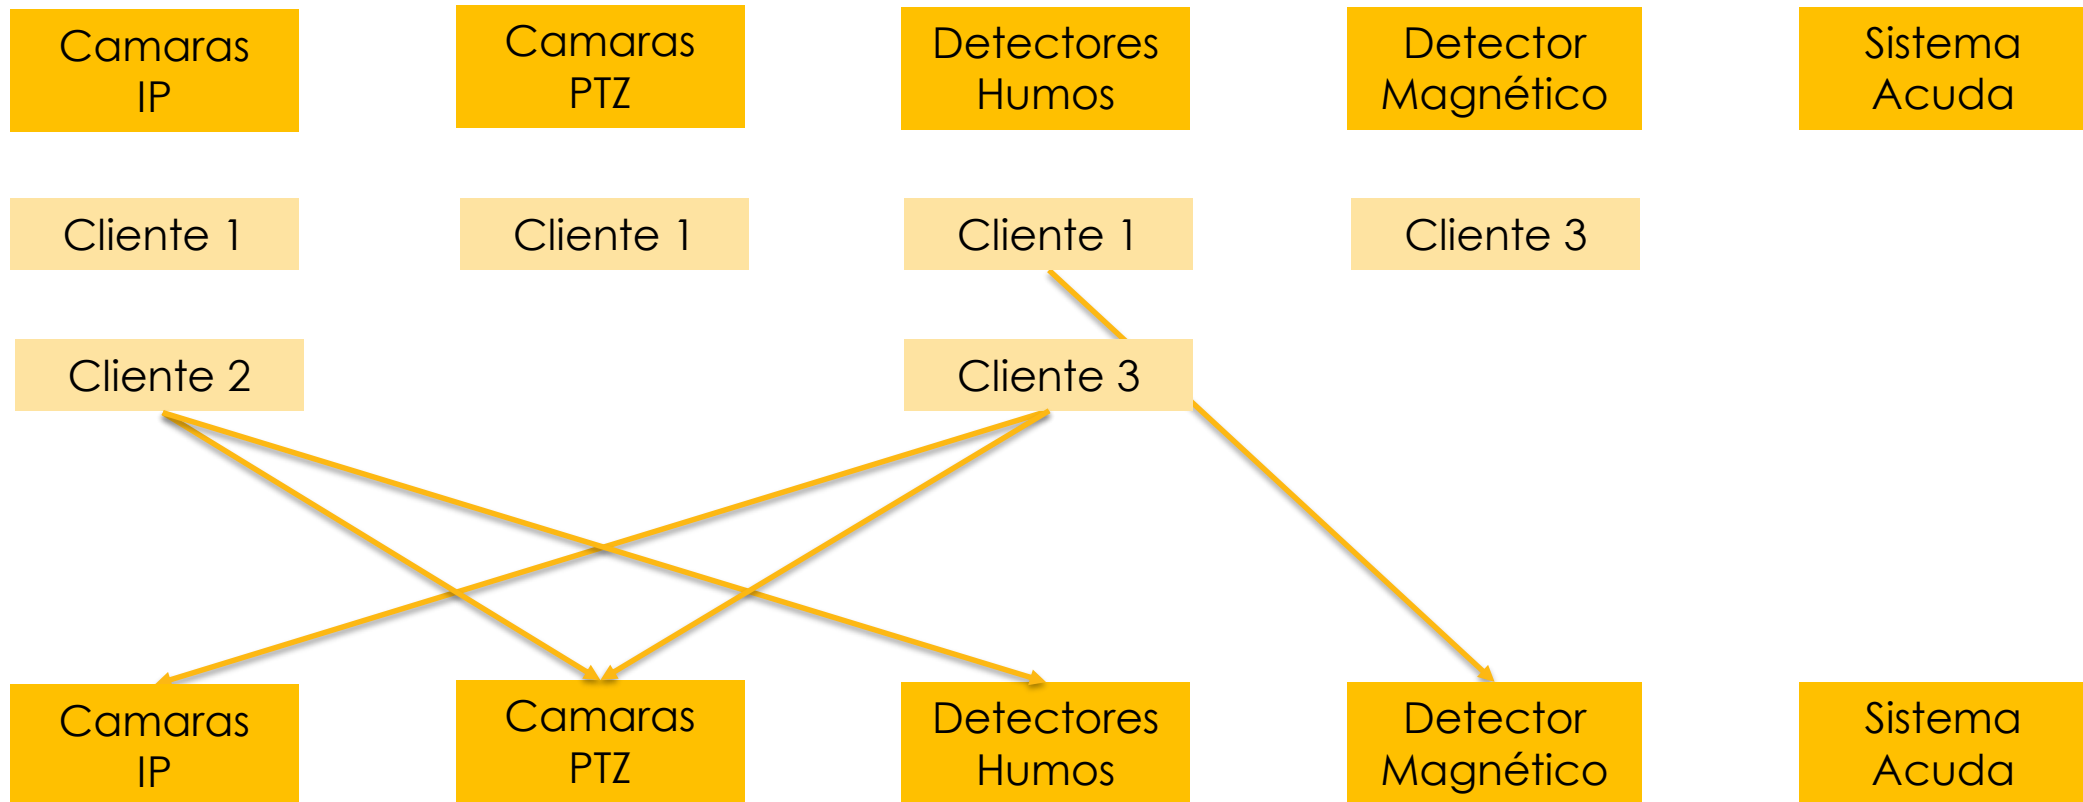 Camaras
IP
Camaras
PTZ
Detectores
Humos
Detector
Magnético
Sistema
Acuda
Cliente 1
Cliente 1
Cliente 1
Cliente 3
Cliente 2
Cliente 3
Camaras
IP
Camaras
PTZ
Detectores
Humos
Detector
Magnético
Sistema
Acuda